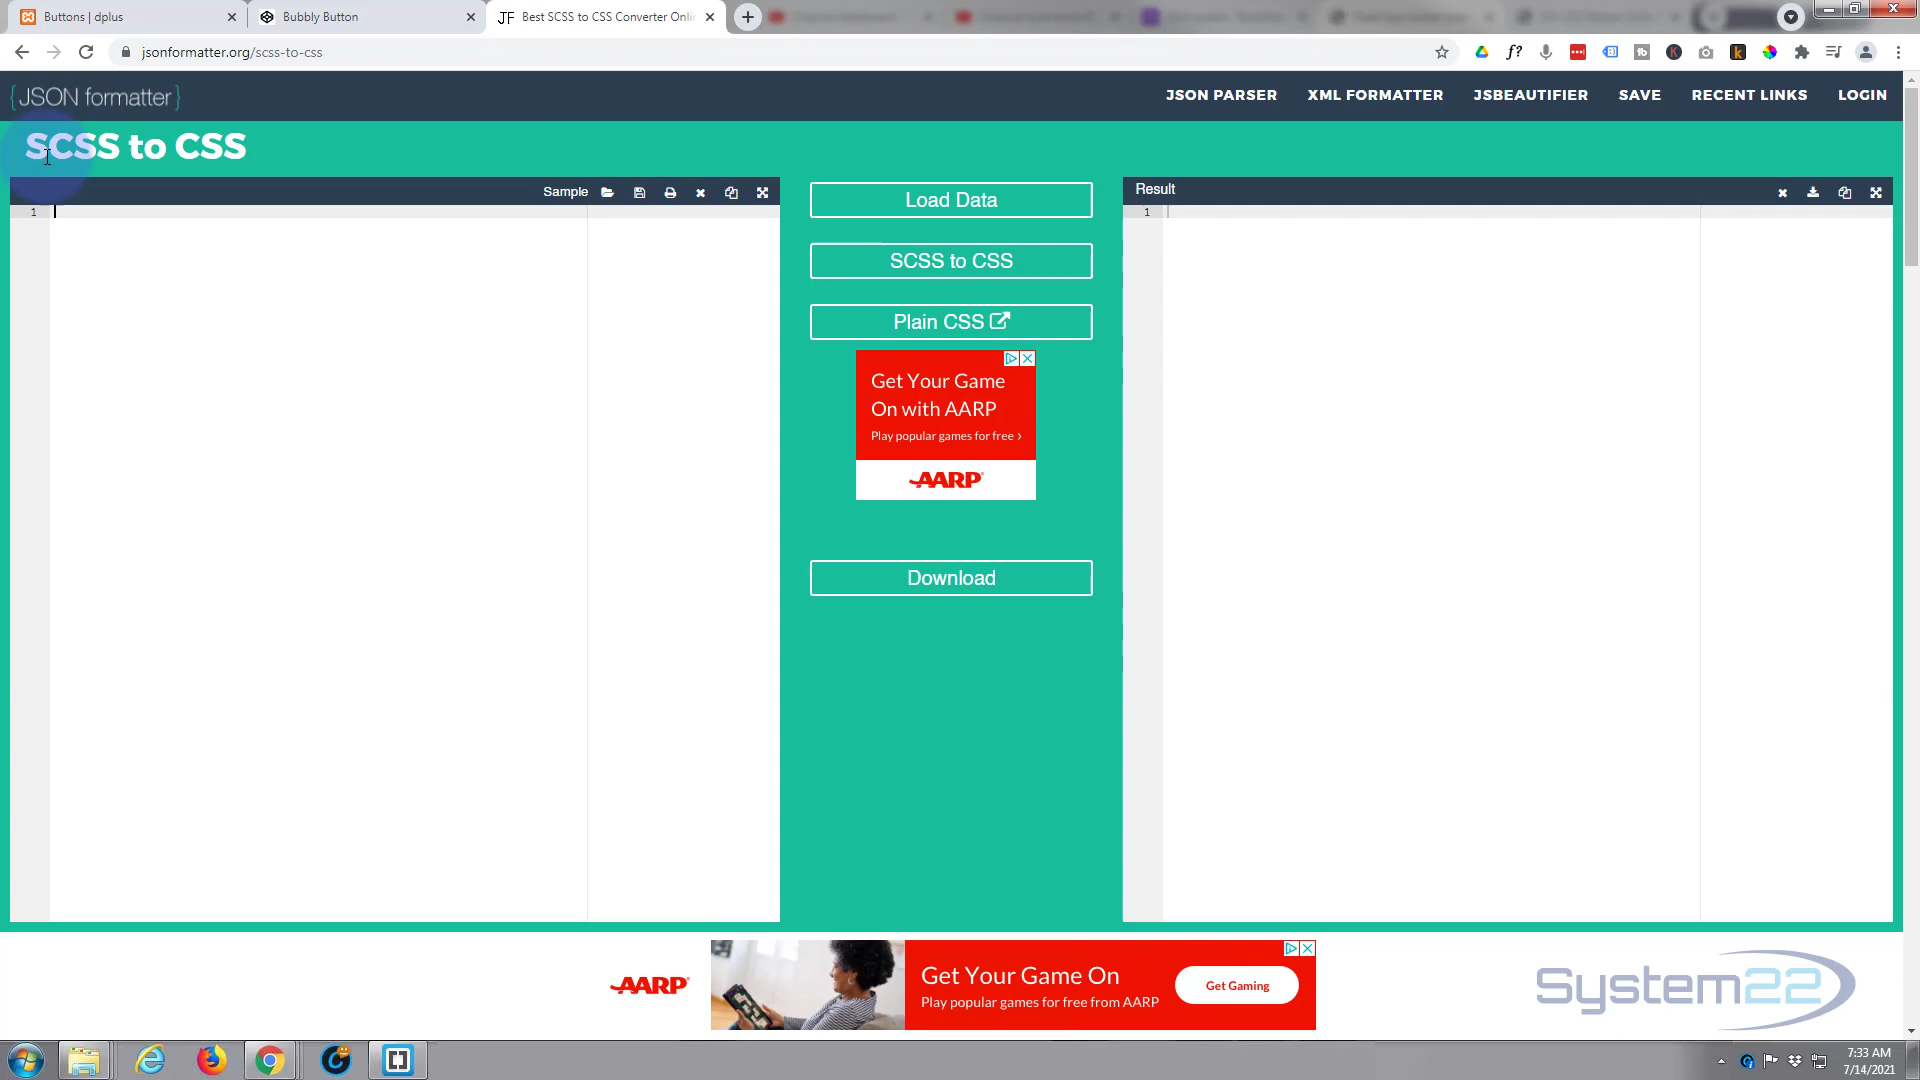 Buttons | dplus
Bubbly Button
JF Best SCSS to CSS Converter Onli
jsonformatter.org/scss-to-css
{JSON formatter}
JSON PARSER XML FORMATTER JSBEAUTIFIER SAVE RECENT LINKS LOGIN
SCSS to CSS
Sample
Load Data
Result
1
1
SCSS to CSS
Plain CSS
Get Your Game
On with AARP
Play popular games for free ›
AARP
Download
AARP
Get Your Game On
Play popular games for free from AARP
Get Gaming
System22
7:33 AM
7/14/2021